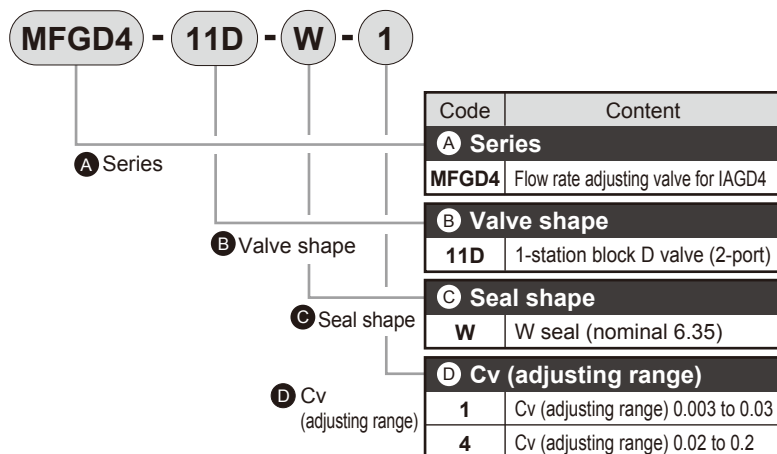 MFGD4 - 11D - W - 1
Code Content
A Series
MFGD4 Flow rate adjusting valve for IAGD4
A Series
B Valve shape
11D 1-station block D valve (2-port)
B Valve shape
C Seal shape
W W seal (nominal 6.35)
C Seal shape
D Cv (adjusting range)
1 Cv (adjusting range) 0.003 to 0.03
4 Cv (adjusting range) 0.02 to 0.2
D Cv
(adjusting range)